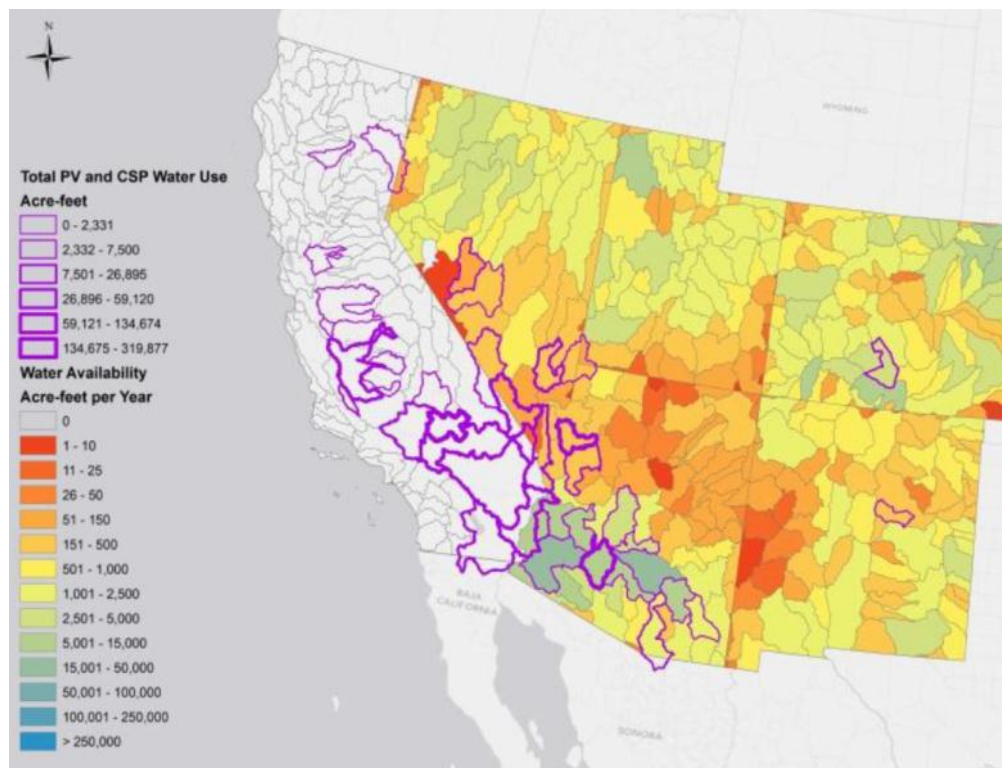 N
WYOMING
Total PV and CSP Water Use
Acre-feet
0 - 2,331
2,332 - 7,500
7,501 - 26,895
26,896 - 59,120
59,121 - 134,674
134,675 - 319,877
Water Availability
Acre-feet per Year
0
1 - 10
11 - 25
26 - 50
51 - 150
151 - 500
501 - 1,000
1,001 - 2,500
2,501 - 5,000
5,001 - 15,000
15,001 - 50,000
50,001 - 100,000
100,001 - 250,000
> 250,000
BAJA
CALIFORNIA
SONORA